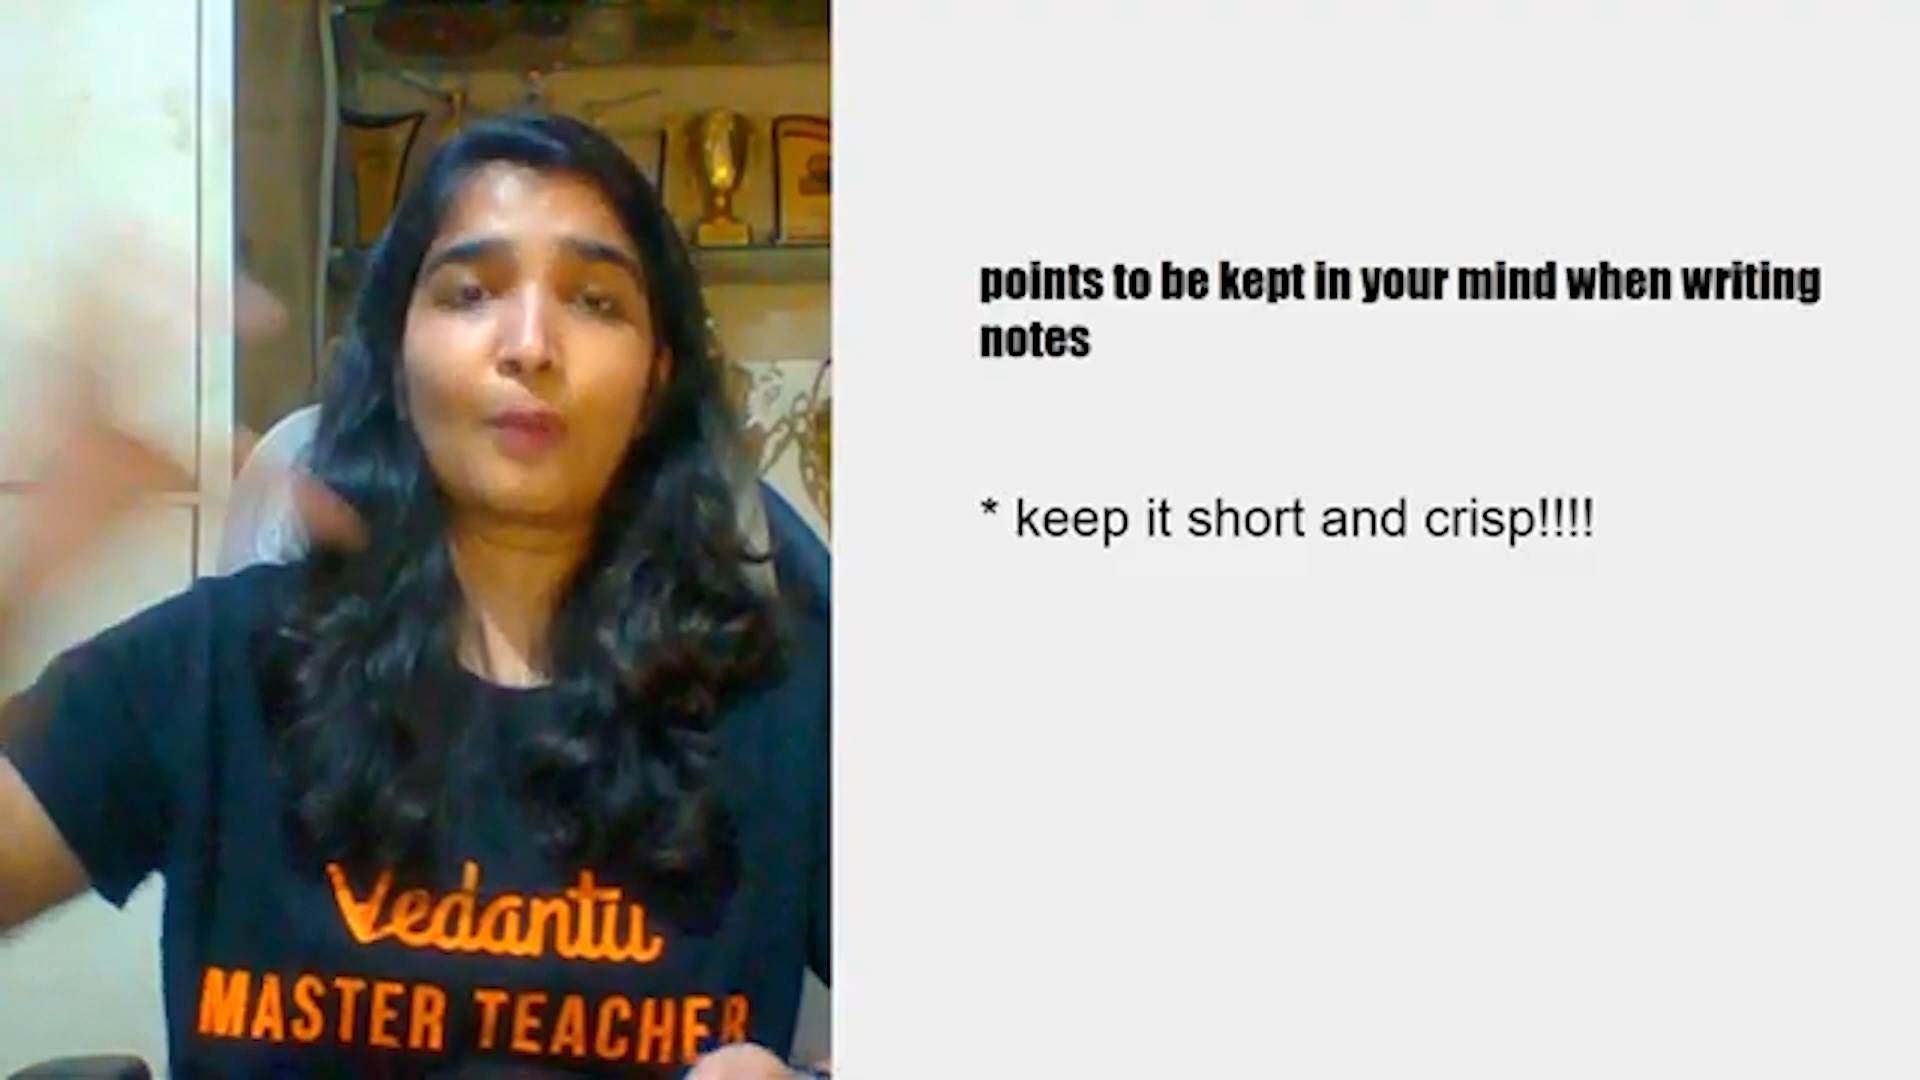 points to be kept in your mind when writing
notes
* keep it short and crisp!!!!
Vedantu
MASTER TEACHER